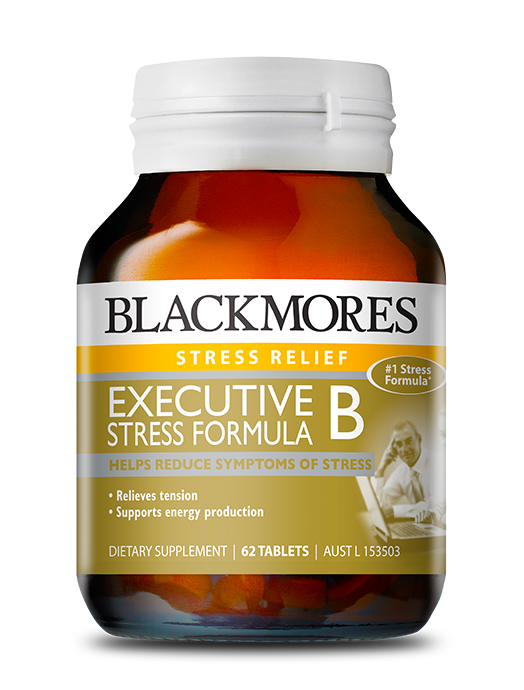 BLACKMORES
STRESS RELIEF
#1 Stress
Formula*
EXECUTIVE B
STRESS FORMULA
HELPS REDUCE SYMPTOMS OF STRESS
• Relieves tension
• Supports energy production
DIETARY SUPPLEMENT | 62 TABLETS | AUST L 153503